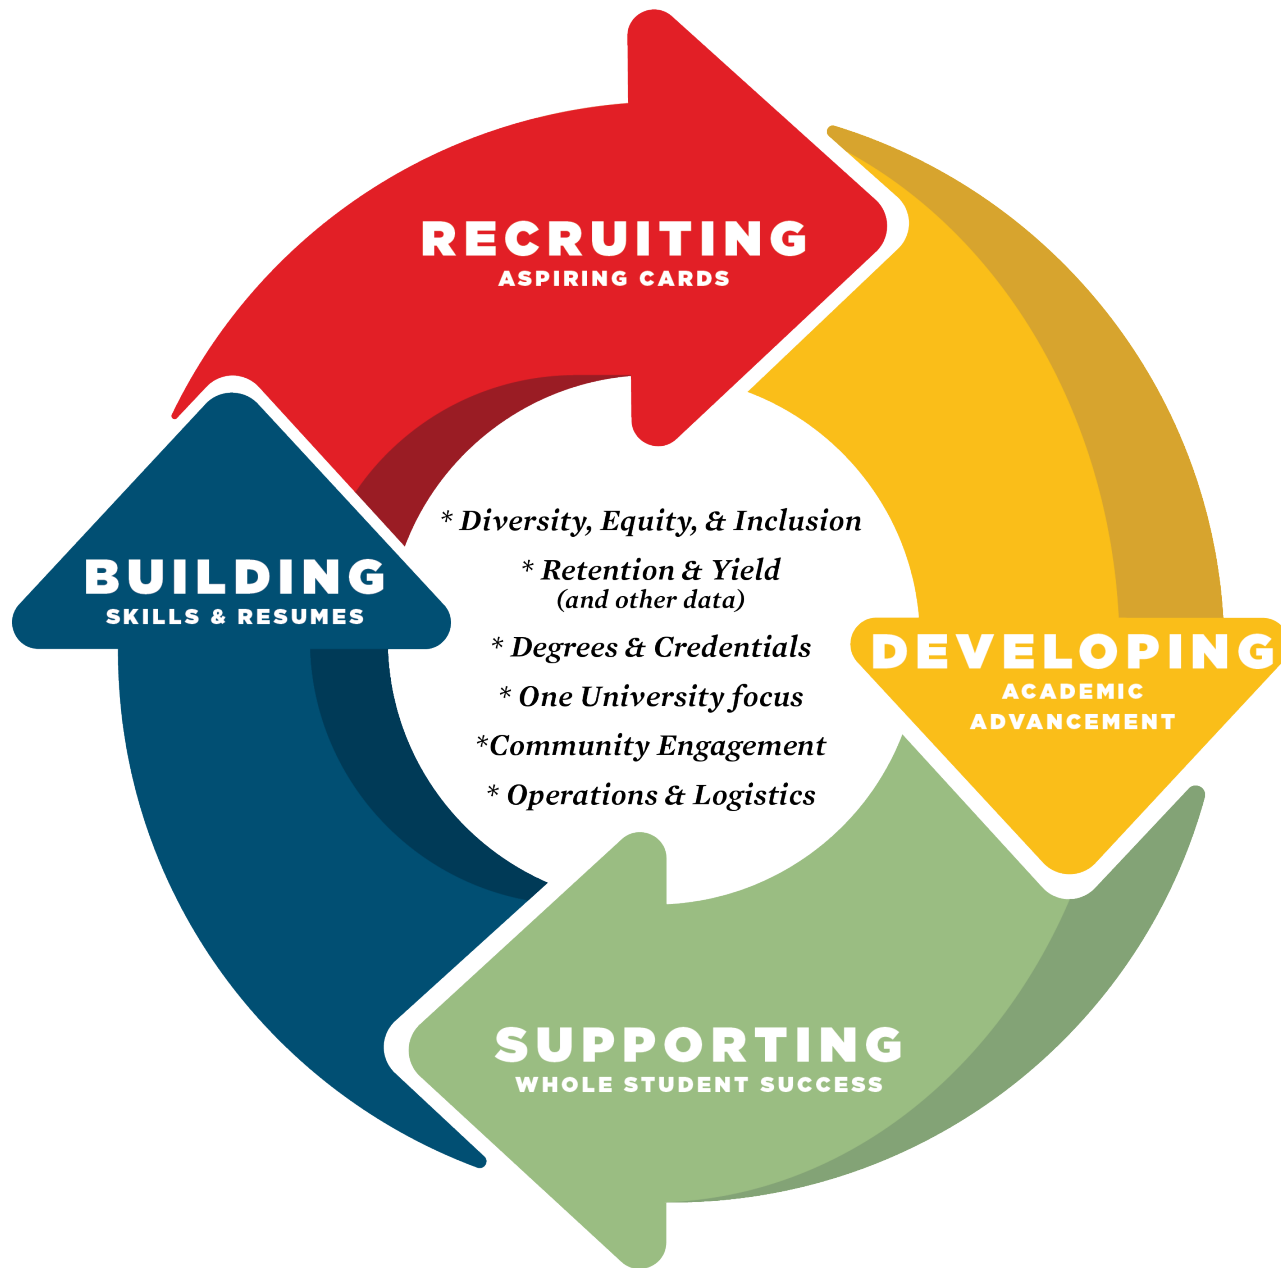 RECRUITING
ASPIRING CARDS
* Diversity, Equity, & Inclusion
* Retention & Yield
(and other data)
* Degrees & Credentials
* One University focus
*Community Engagement
* Operations & Logistics
BUILDING
SKILLS & RESUMES
DEVELOPING
ACADEMIC
ADVANCEMENT
SUPPORTING
WHOLE STUDENT SUCCESS